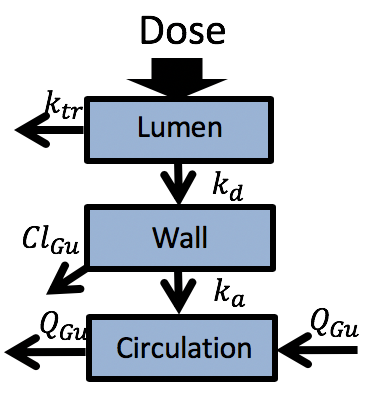 Dose
k_tr
Lumen
k_d
Wall
Cl_Gu
k_a
Q_Gu
Q_Gu
Circulation